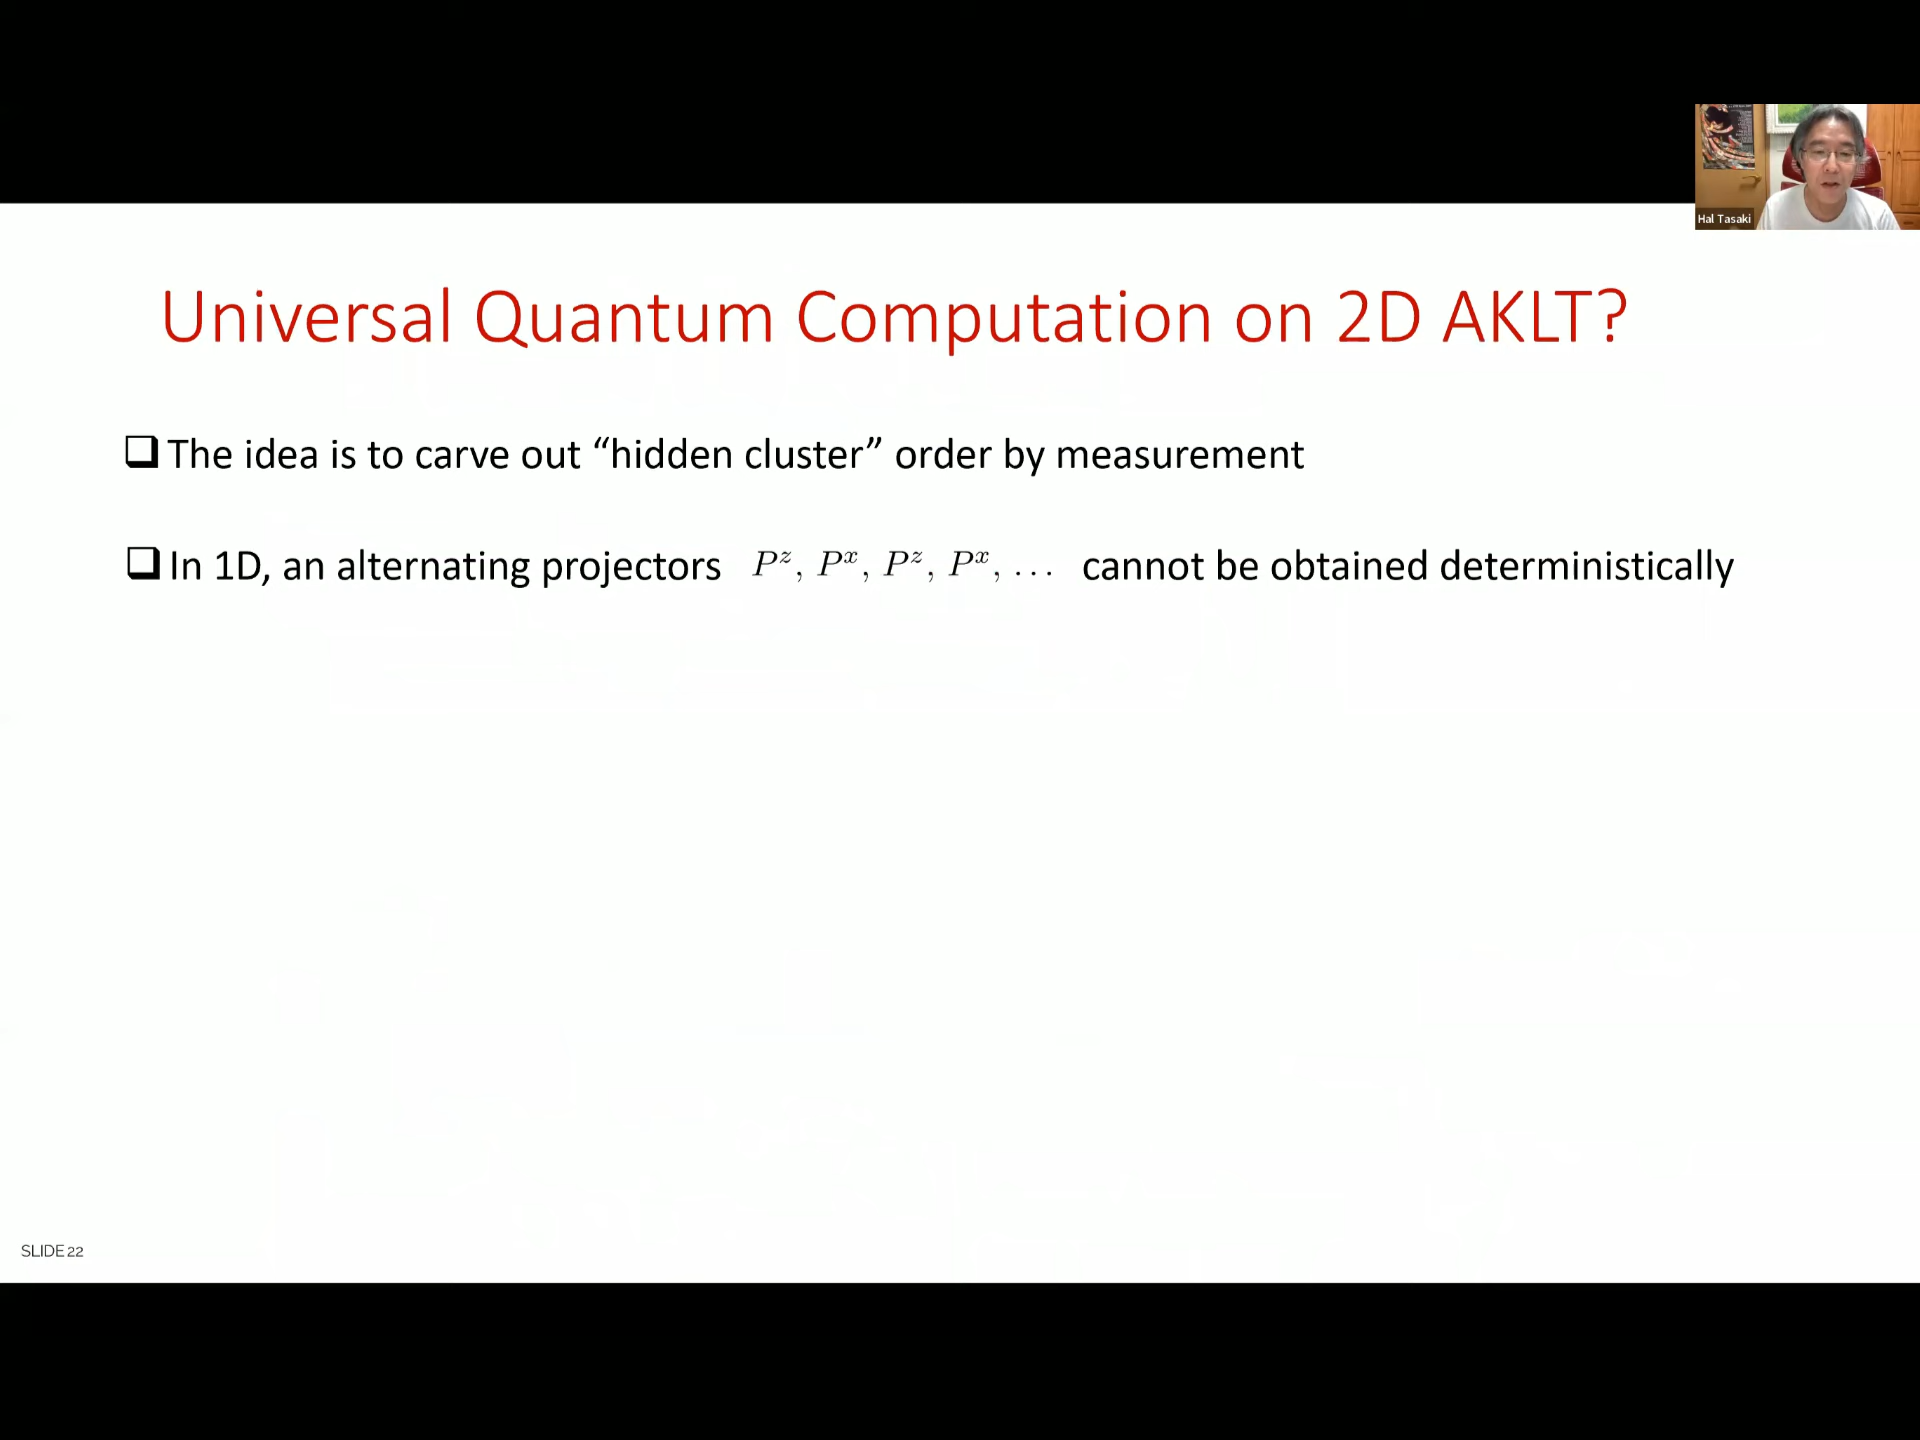 Hal Tasaki
Universal Quantum Computation on 2D AKLT?
❑ The idea is to carve out “hidden cluster” order by measurement
❑ In 1D, an alternating projectors P^z, P^x, P^z, P^x, ... cannot be obtained deterministically
SLIDE 22